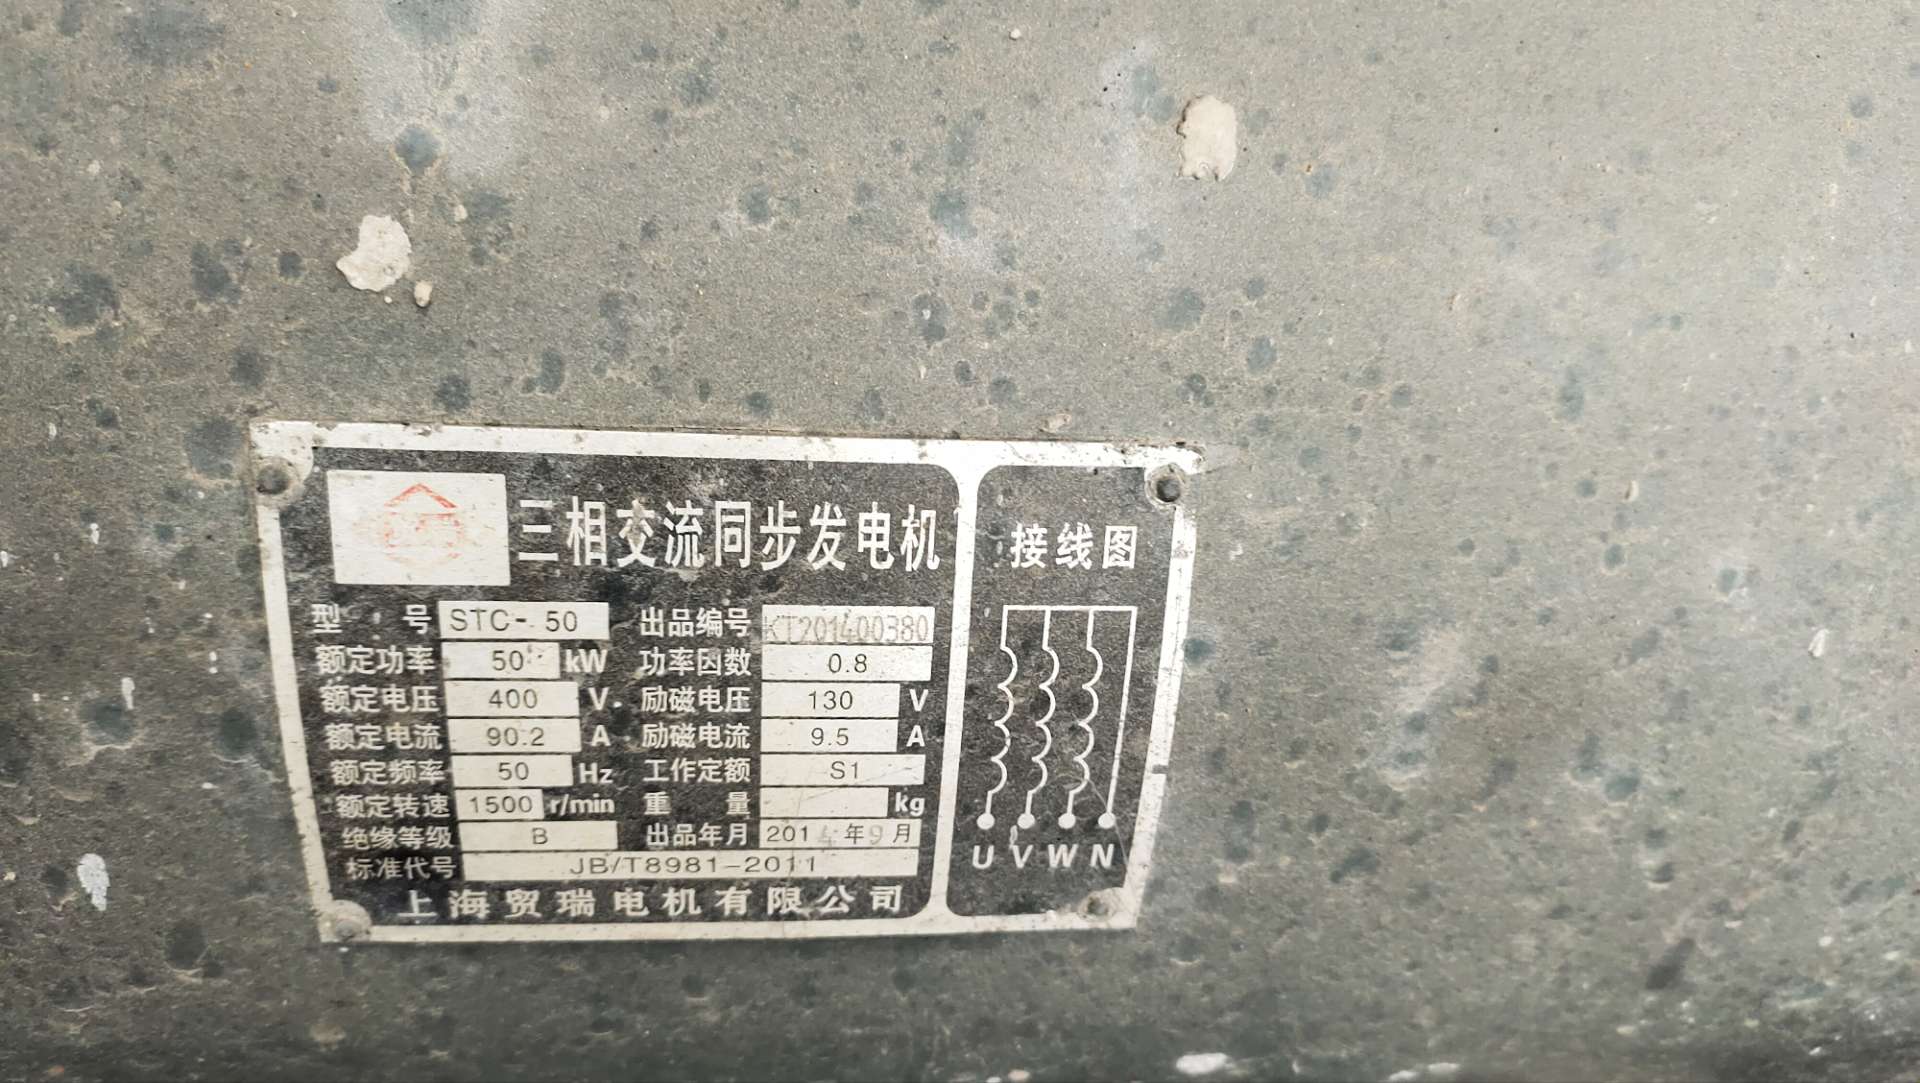 三相交流同步发电机
型号 STC-50 出品编号 KT201400380
额定功率 50 kW 功率因数 0.8
额定电压 400 V 励磁电压 130 V
额定电流 90.2 A 励磁电流 9.5 A
额定频率 50 Hz 工作定额 S1
额定转速 1500 r/min 重量 kg
绝缘等级 B 出品年月 2014年9月
标准代号 JB/T8981-2011
上海贸瑞电机有限公司
接线图
U V W N